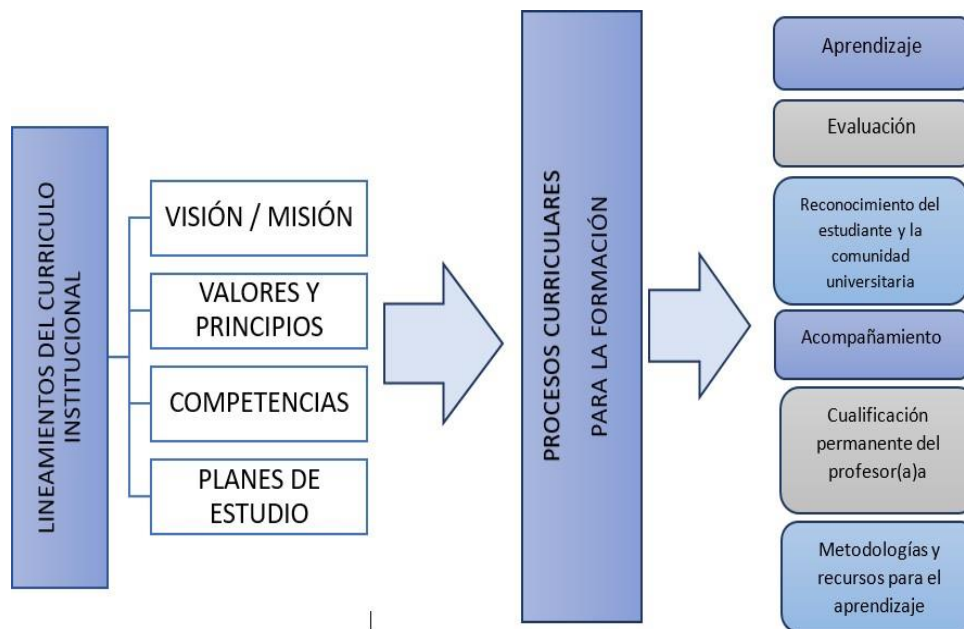 LINEAMIENTOS DEL CURRICULO
INSTITUCIONAL
VISIÓN / MISIÓN
VALORES Y
PRINCIPIOS
COMPETENCIAS
PLANES DE
ESTUDIO
PROCESOS CURRICULARES
PARA LA FORMACIÓN
Aprendizaje
Evaluación
Reconocimiento del
estudiante y la
comunidad
universitaria
Acompañamiento
Cualificación
permanente del
profesor(a)a
Metodologías y
recursos para el
aprendizaje